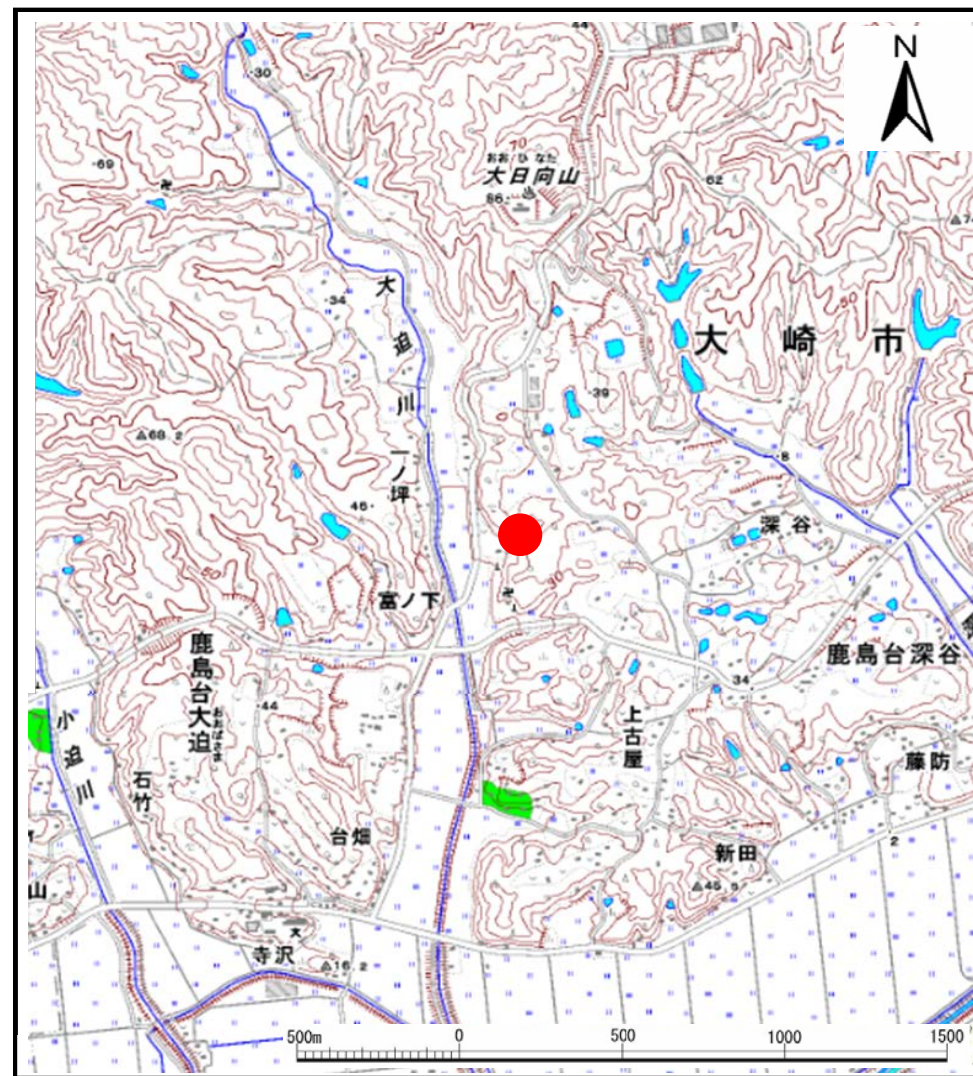 44
N
・30
70
おお ひ なた
大日向山
・69
86・
62
大崎市
50
・34
大迫川
・39
△68.2
一ノ坪
・8
46・
深谷
50
30
富ノ下
鹿島台深谷
鹿島台大迫
おおばさま
34
・44
上古屋
小迫川
石竹
藤防
台畑
新田
2
山
△45.5
寺沢
△16.2
500m 0 500 1000 1500